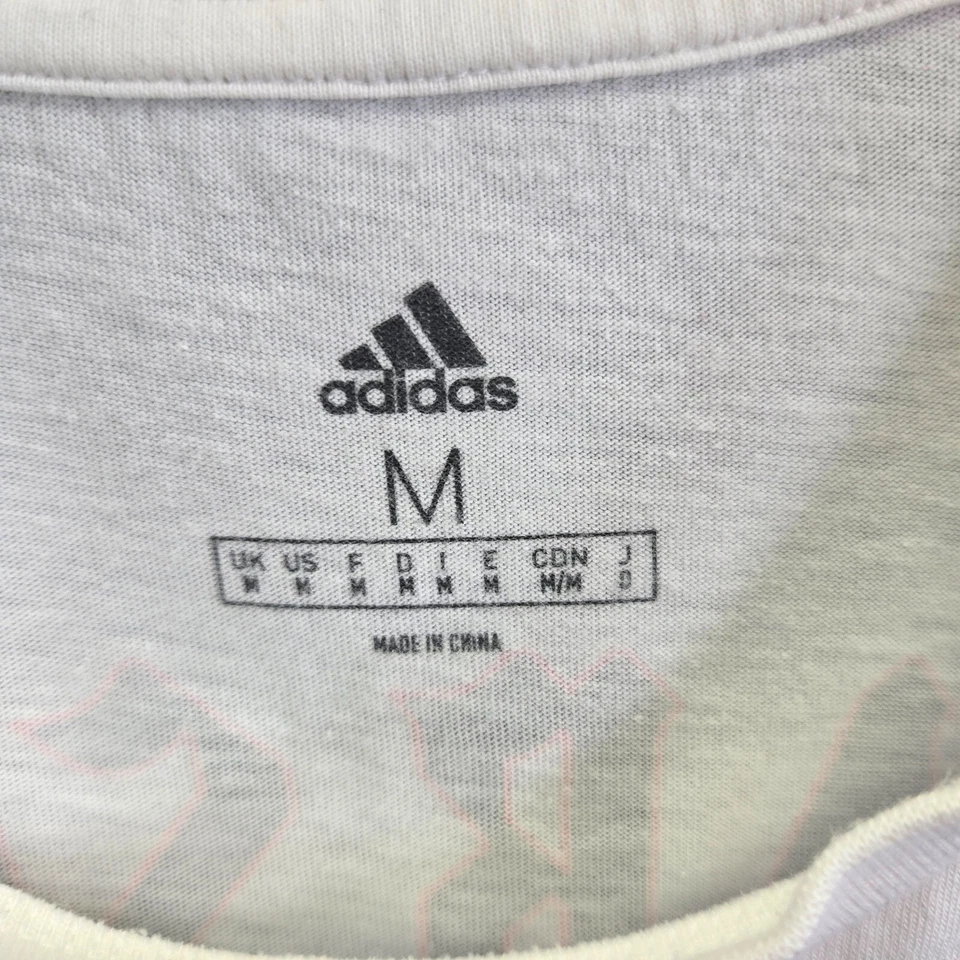 adidas
M
UK US F D I E CDN J
M M M M M M M/M O
MADE IN CHINA